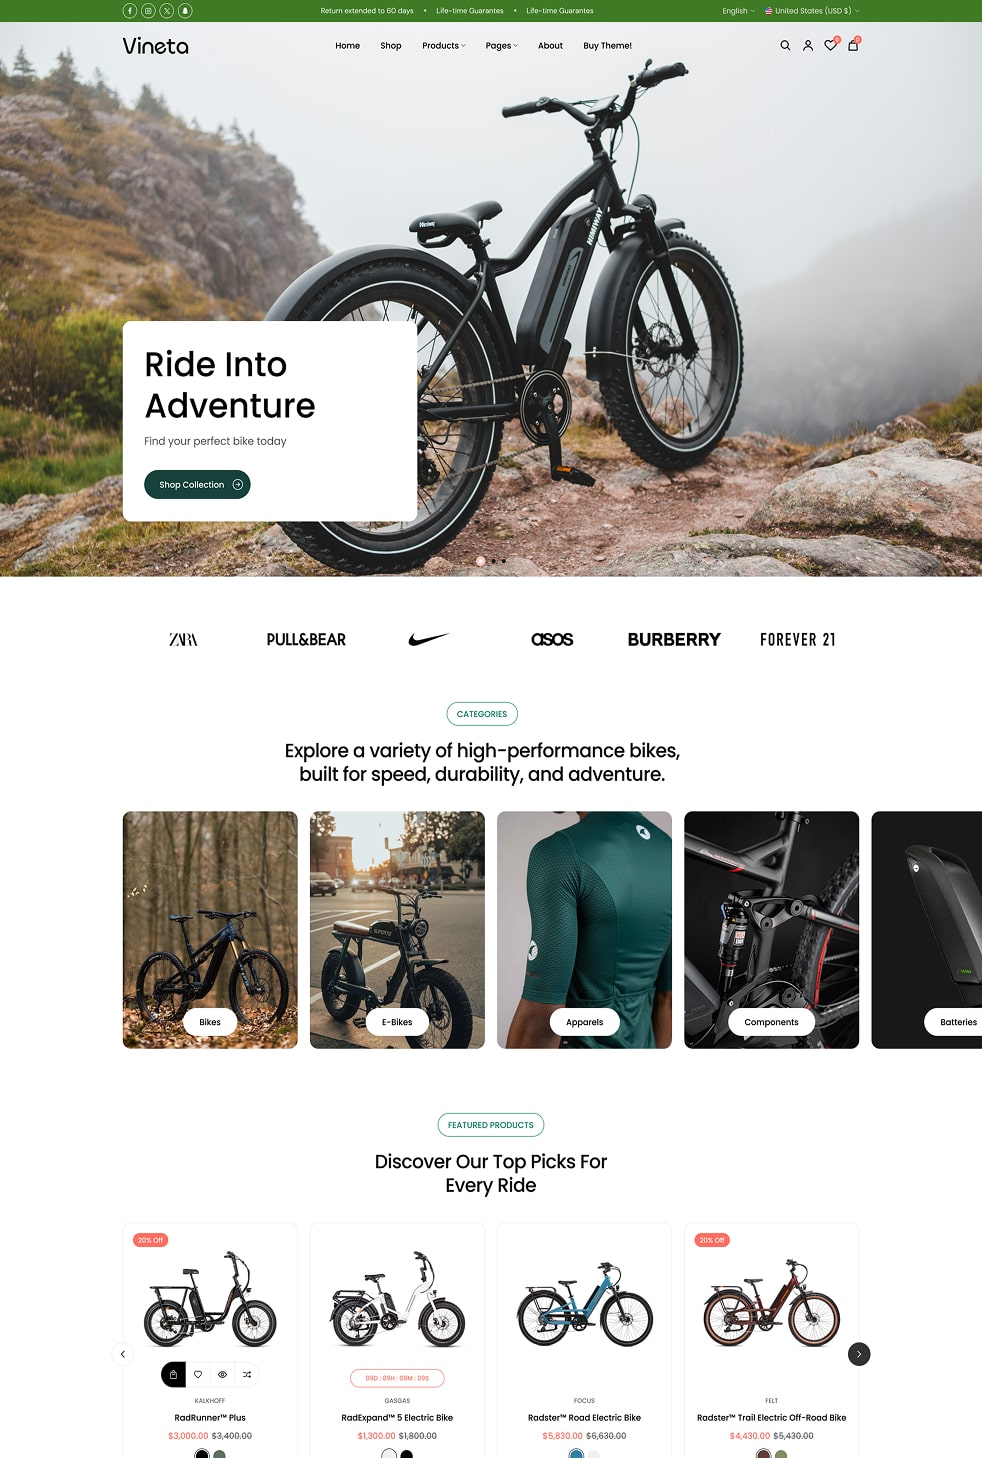 Return extended to 60 days • Life-time Guarantes • Life-time Guarantes
English
United States (USD $)
Vineta
Home
Shop
Products
Pages
About
Buy Theme!
0
0
HIMIWAY
Ride Into
Adventure
Find your perfect bike today
Shop Collection
ZARA
PULL&BEAR
asos
BURBERRY
FOREVER 21
CATEGORIES
Explore a variety of high-performance bikes,
built for speed, durability, and adventure.
Bikes
E-Bikes
Apparels
Components
Batteries
FEATURED PRODUCTS
Discover Our Top Picks For
Every Ride
20% Off
20% Off
09D : 09H : 09M : 09S
KALKHOFF
RadRunner™ Plus
$3,000.00 $3,400.00
GASGAS
RadExpand™ 5 Electric Bike
$1,300.00 $1,800.00
FOCUS
Radster™ Road Electric Bike
$5,830.00 $6,630.00
FELT
Radster™ Trail Electric Off-Road Bike
$4,430.00 $5,430.00